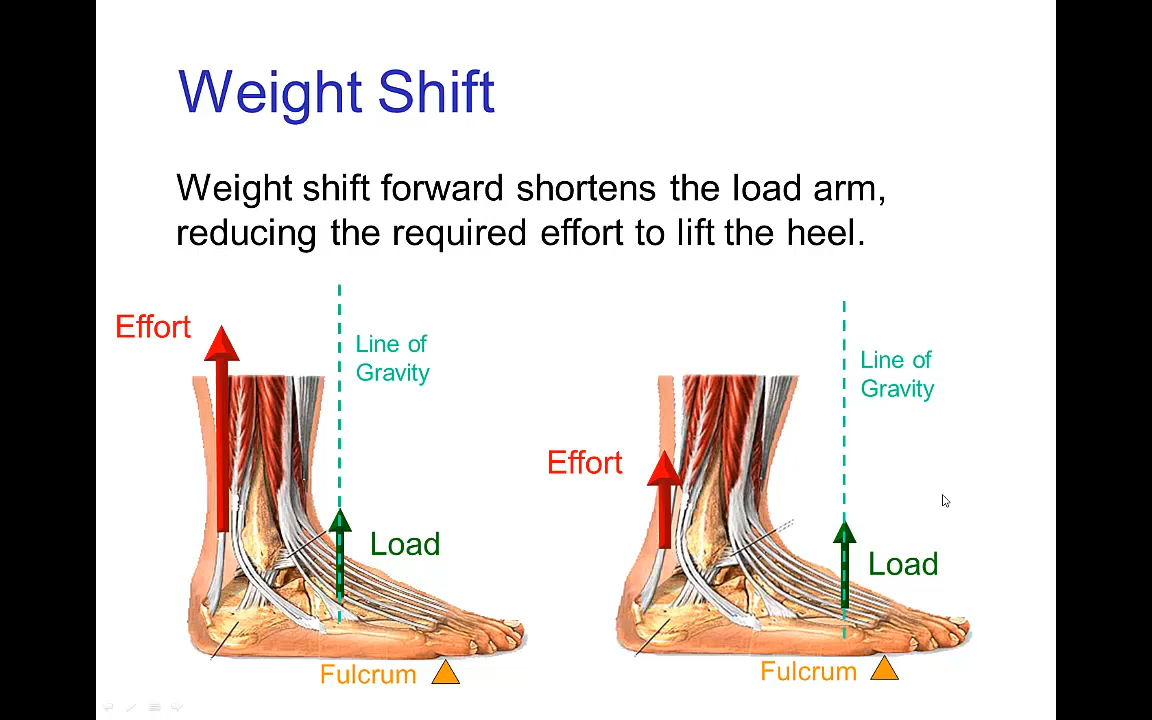 Weight Shift
Weight shift forward shortens the load arm,
reducing the required effort to lift the heel.
Effort
Line of
Gravity
Load
Fulcrum
Effort
Line of
Gravity
Load
Fulcrum